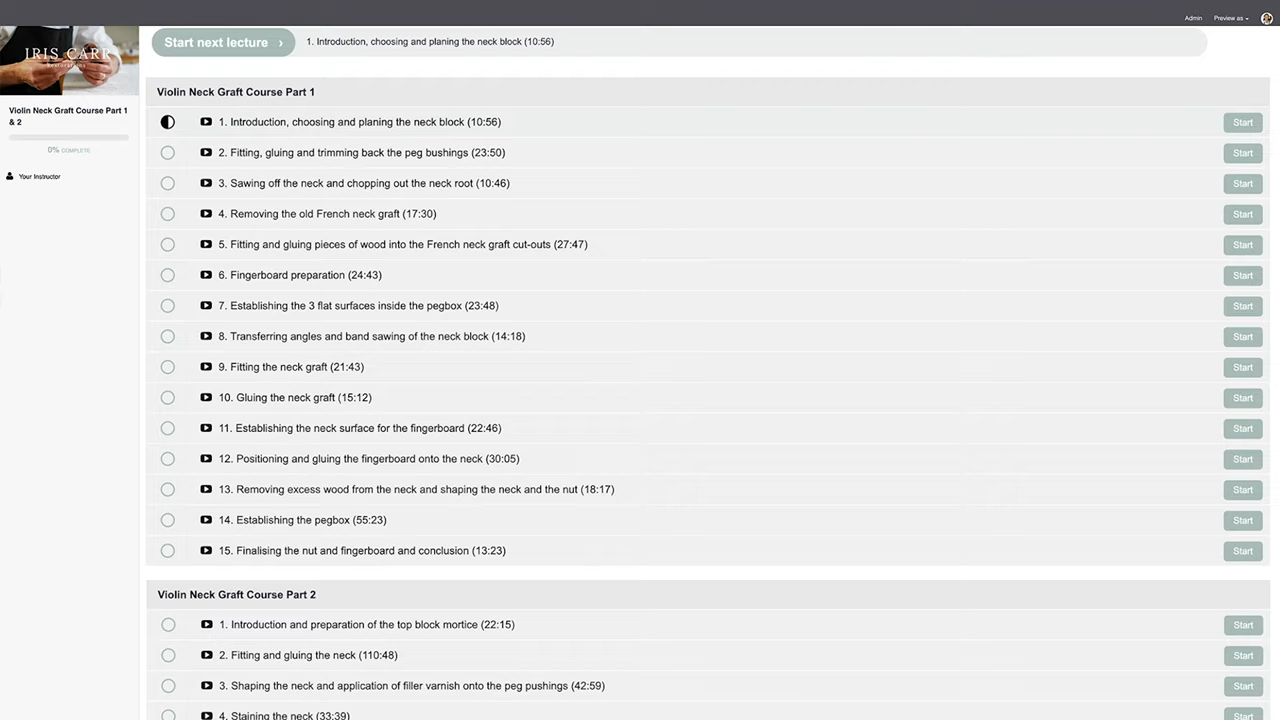 Admin
Preview as
IRIS CARR
Start next lecture ›
1. Introduction, choosing and planing the neck block (10:56)
Violin Neck Graft Course Part 1
& 2
0% COMPLETE
Your Instructor
Violin Neck Graft Course Part 1
1. Introduction, choosing and planing the neck block (10:56)
Start
2. Fitting, gluing and trimming back the peg bushings (23:50)
Start
3. Sawing off the neck and chopping out the neck root (10:46)
Start
4. Removing the old French neck graft (17:30)
Start
5. Fitting and gluing pieces of wood into the French neck graft cut-outs (27:47)
Start
6. Fingerboard preparation (24:43)
Start
7. Establishing the 3 flat surfaces inside the pegbox (23:48)
Start
8. Transferring angles and band sawing of the neck block (14:18)
Start
9. Fitting the neck graft (21:43)
Start
10. Gluing the neck graft (15:12)
Start
11. Establishing the neck surface for the fingerboard (22:46)
Start
12. Positioning and gluing the fingerboard onto the neck (30:05)
Start
13. Removing excess wood from the neck and shaping the neck and the nut (18:17)
Start
14. Establishing the pegbox (55:23)
Start
15. Finalising the nut and fingerboard and conclusion (13:23)
Start
Violin Neck Graft Course Part 2
1. Introduction and preparation of the top block mortice (22:15)
Start
2. Fitting and gluing the neck (110:48)
Start
3. Shaping the neck and application of filler varnish onto the peg pushings (42:59)
Start
4. Staining the neck (33:39)
Start